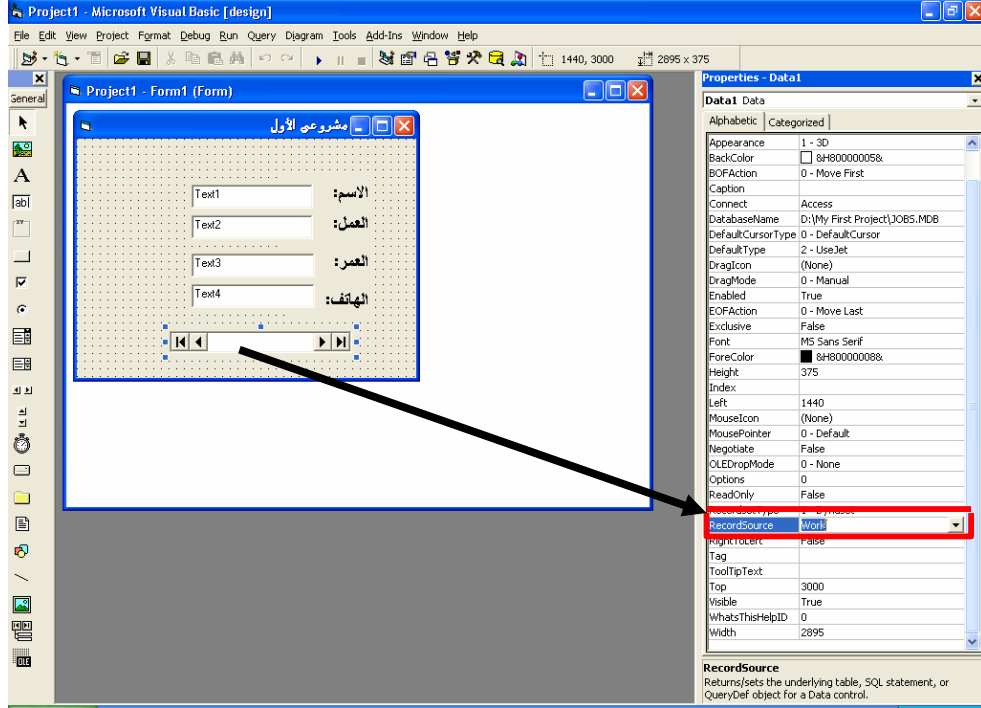 Project1 - Microsoft Visual Basic [design]
File Edit View Project Format Debug Run Query Diagram Tools Add-Ins Window Help
1440, 3000 2895 x 375
General
Project1 - Form1 (Form)
مشروعي الأول
الاسم: Text1
العمل: Text2
العمر: Text3
الهاتف: Text4
A
ab
OLE
Properties - Data1
Data1 Data
Alphabetic Categorized
Appearance 1 - 3D
BackColor &H80000005&
BOFAction 0 - Move First
Caption
Connect Access
DatabaseName D:\My First Project\JOBS.MDB
DefaultCursorType 0 - DefaultCursor
DefaultType 2 - UseJet
DragIcon (None)
DragMode 0 - Manual
Enabled True
EOFAction 0 - Move Last
Exclusive False
Font MS Sans Serif
ForeColor &H80000008&
Height 375
Index
Left 1440
MouseIcon (None)
MousePointer 0 - Default
Negotiate False
OLEDropMode 0 - None
Options 0
ReadOnly False
RecordsetType 1 - Dynaset
RecordSource Work
RightToLeft False
Tag
ToolTipText
Top 3000
Visible True
WhatsThisHelpID 0
Width 2895
RecordSource
Returns/sets the underlying table, SQL statement, or
QueryDef object for a Data control.